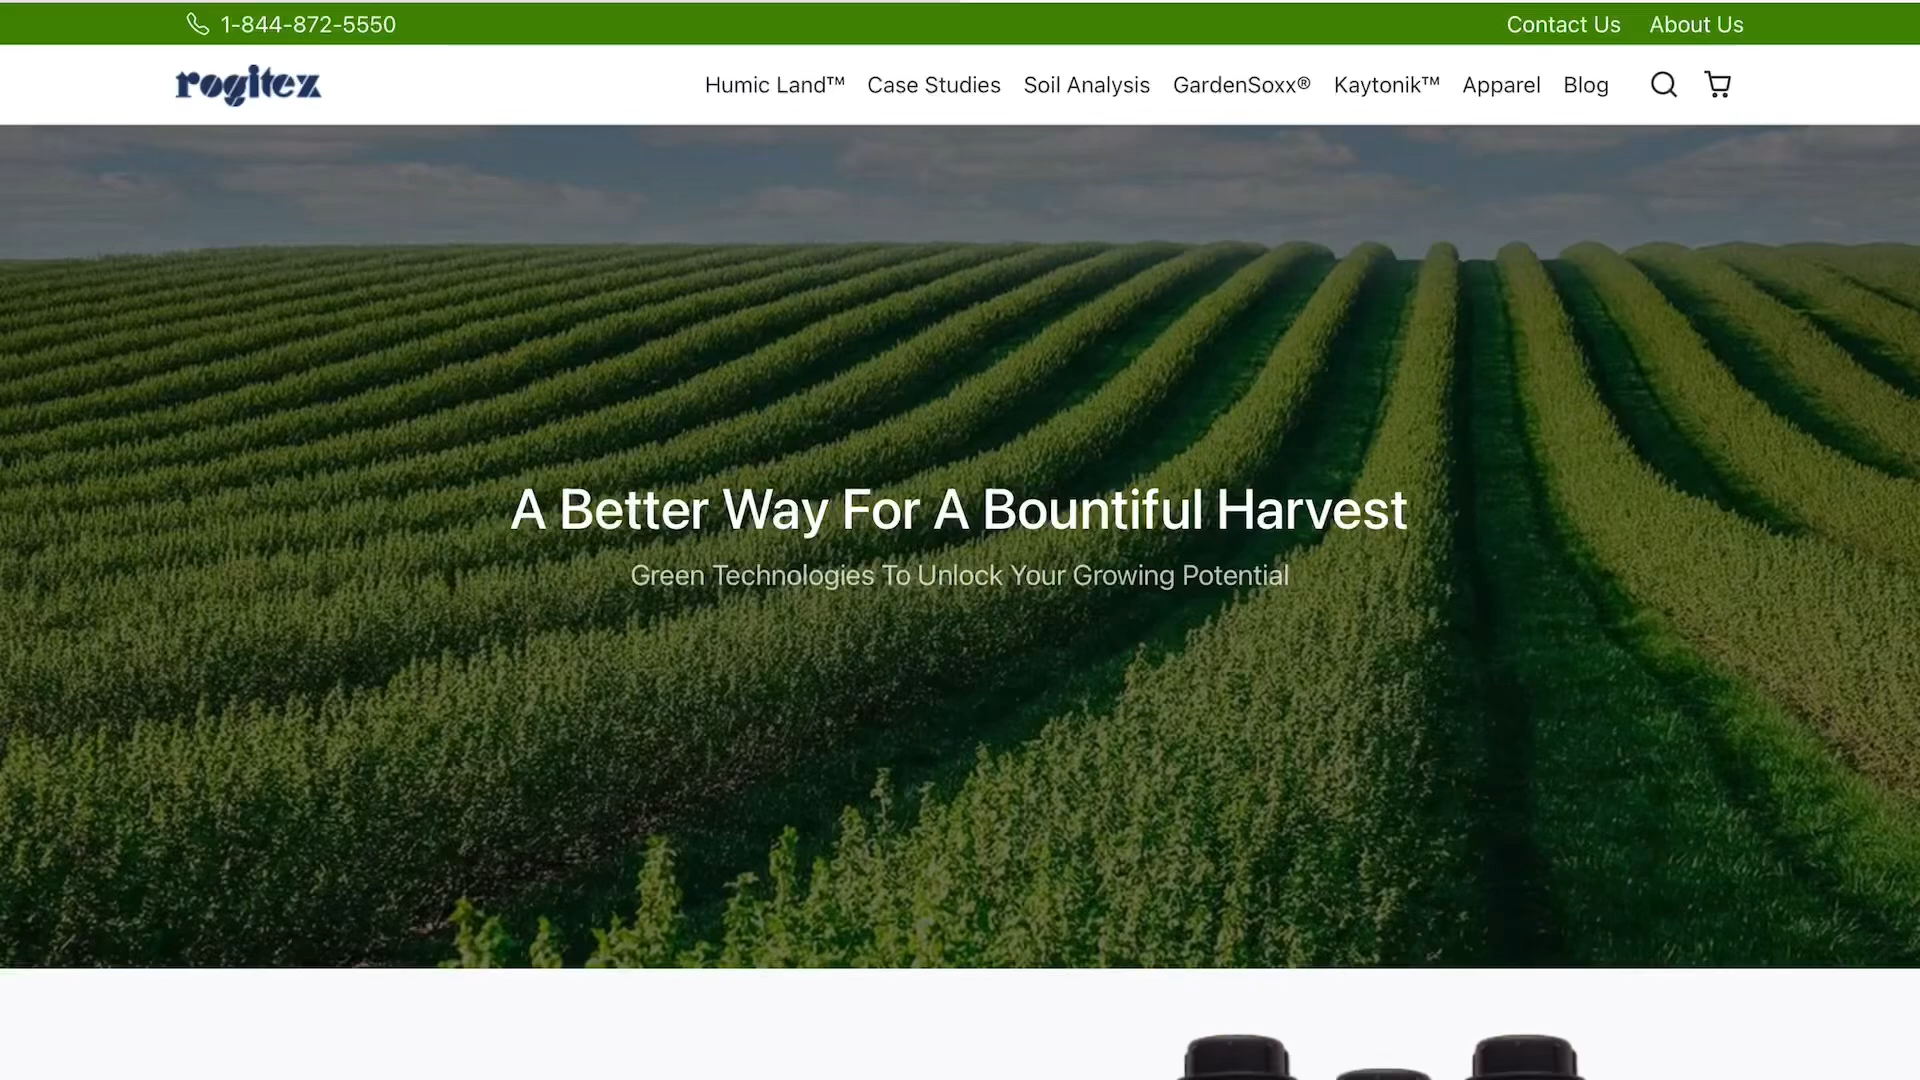 1-844-872-5550
Contact Us
About Us
rogitex
Humic Land™
Case Studies
Soil Analysis
GardenSoxx®
Kaytonik™
Apparel
Blog
A Better Way For A Bountiful Harvest
Green Technologies To Unlock Your Growing Potential